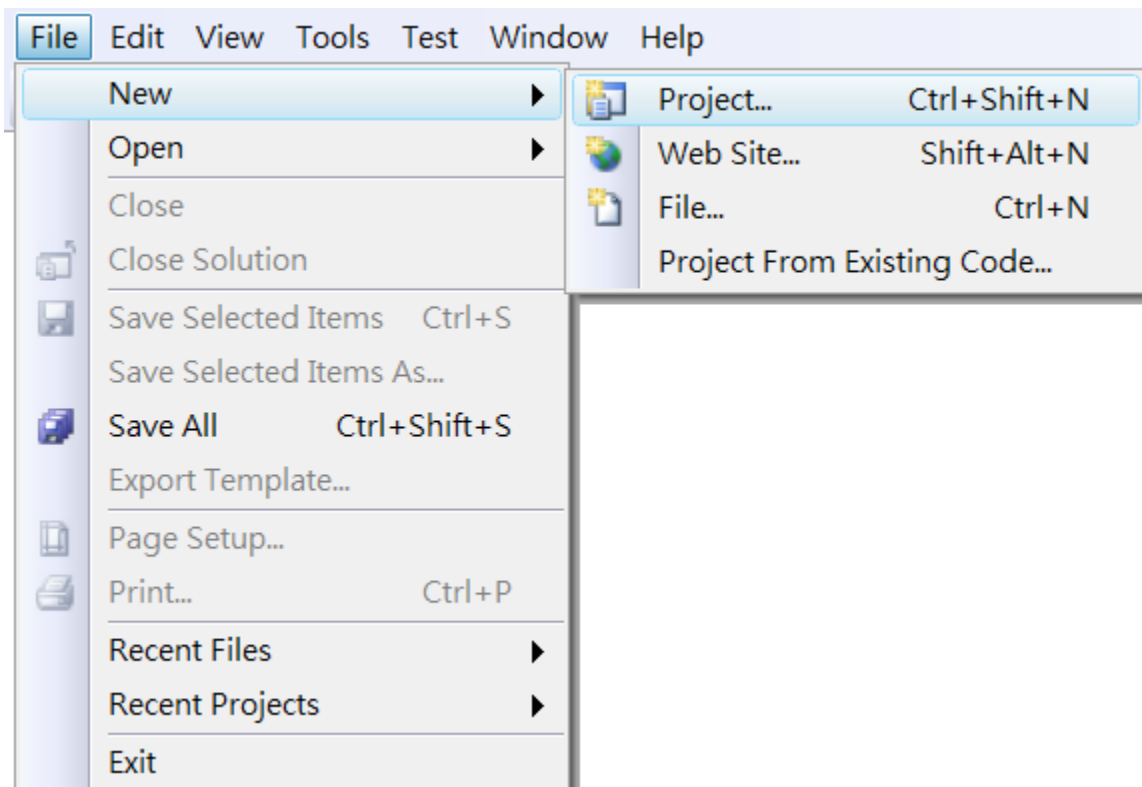 File Edit View Tools Test Window Help
New
Open
Close
Close Solution
Save Selected Items Ctrl+S
Save Selected Items As...
Save All Ctrl+Shift+S
Export Template...
Page Setup...
Print... Ctrl+P
Recent Files
Recent Projects
Exit
Project... Ctrl+Shift+N
Web Site... Shift+Alt+N
File... Ctrl+N
Project From Existing Code...